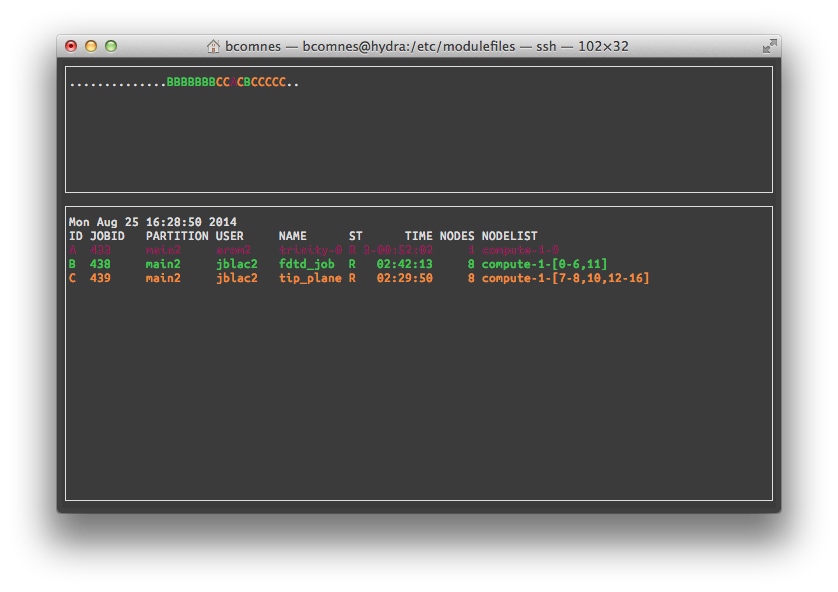 bcomnes — bcomnes@hydra:/etc/modulefiles — ssh — 102×32
..............BBBBBBBCCACBCCCCC..
Mon Aug 25 16:28:50 2014
ID JOBID PARTITION USER NAME ST TIME NODES NODELIST
A 433 main2 trinity-0 R 3-00:52:02 1 compute-1-9
B 438 main2 jblac2 fdtd_job R 02:42:13 8 compute-1-[0-6,11]
C 439 main2 jblac2 tip_plane R 02:29:50 8 compute-1-[7-8,10,12-16]